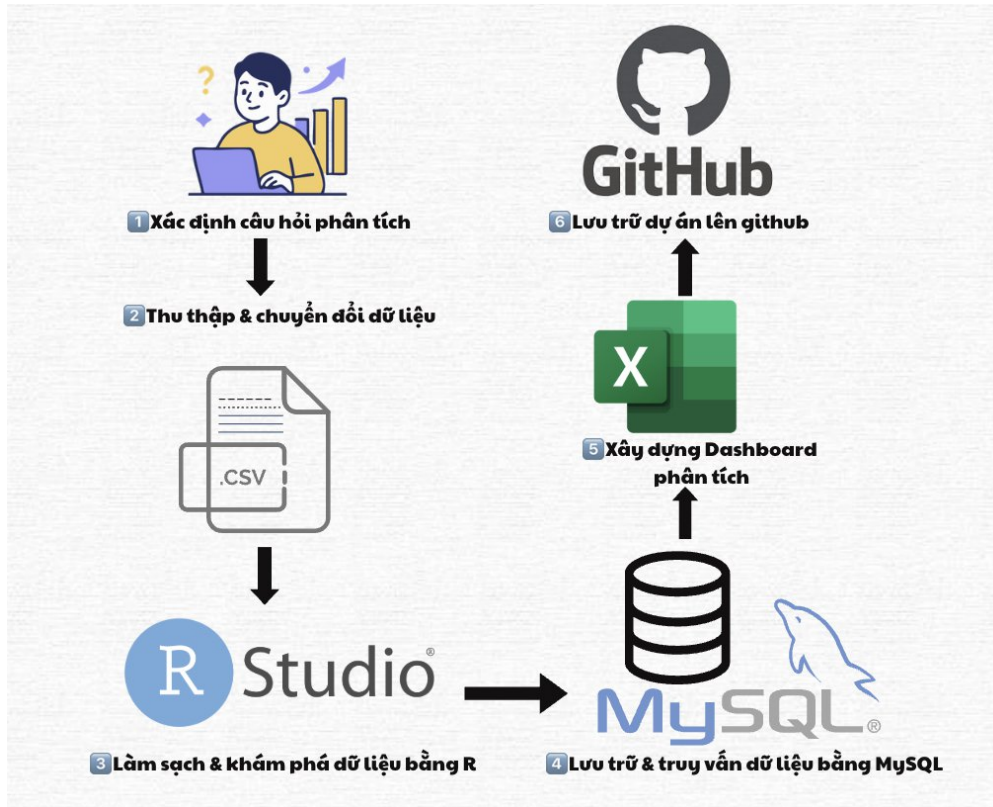 1 Xác định câu hỏi phân tích
2 Thu thập & chuyển đổi dữ liệu
.CSV
R Studio®
3 Làm sạch & khám phá dữ liệu bằng R
MySQL®
4 Lưu trữ & truy vấn dữ liệu bằng MySQL
X
5 Xây dựng Dashboard
phân tích
GitHub
6 Lưu trữ dự án lên github